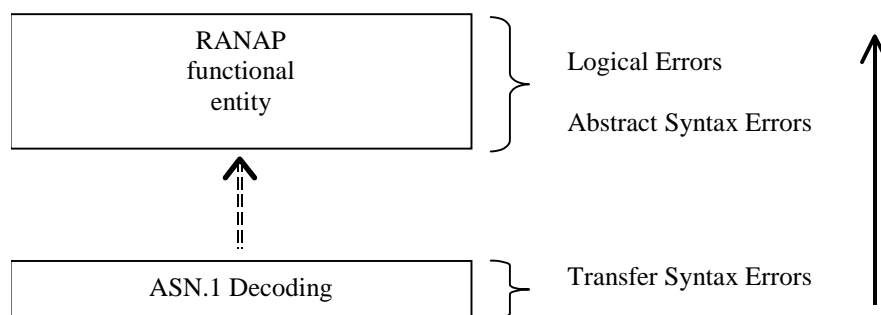 RANAP
functional
entity
Logical Errors
Abstract Syntax Errors
ASN.1 Decoding
Transfer Syntax Errors